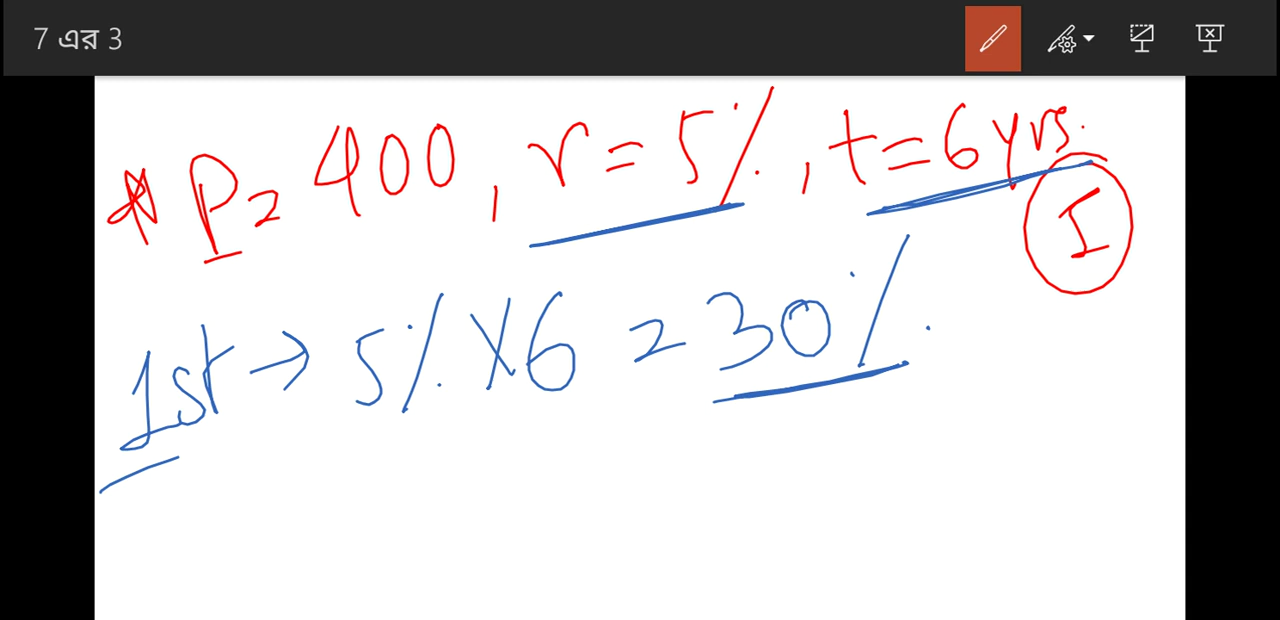 7 এর 3
* P = 400, r = 5%, t = 6 yrs.
I
1st → 5% × 6 = 30%.